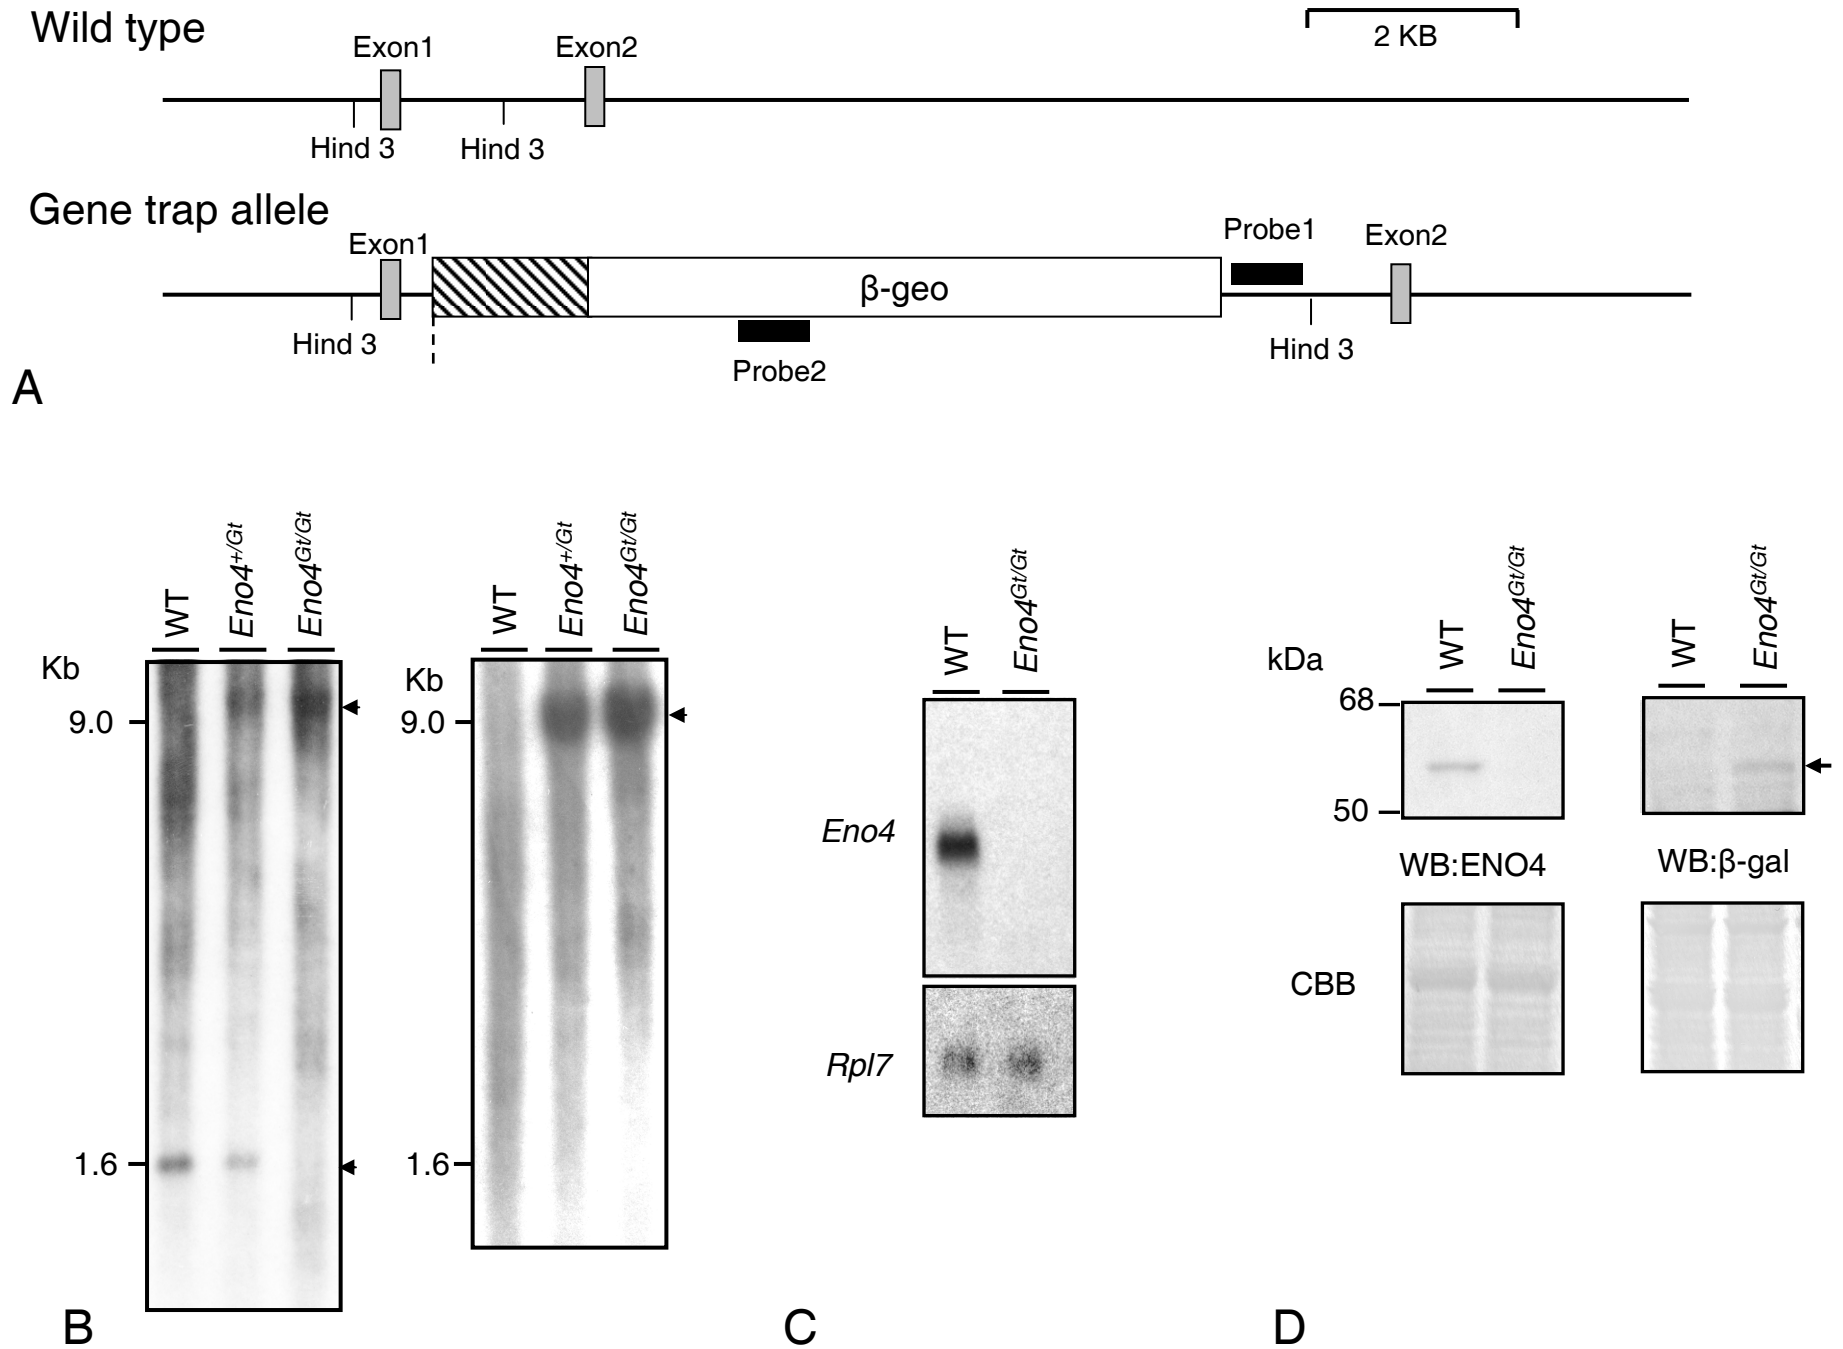 Wild type
2 KB
Exon1
Exon2
Hind 3
Hind 3
Gene trap allele
Exon1
Probe1
Exon2
β-geo
Hind 3
Hind 3
Probe2
A
WT
Eno4+/Gt
Eno4Gt/Gt
Kb
9.0
1.6
B
WT
Eno4+/Gt
Eno4Gt/Gt
Kb
9.0
1.6
WT
Eno4Gt/Gt
Eno4
Rpl7
C
WT
Eno4Gt/Gt
kDa
68
50
WB:ENO4
WT
Eno4Gt/Gt
WB:β-gal
CBB
D